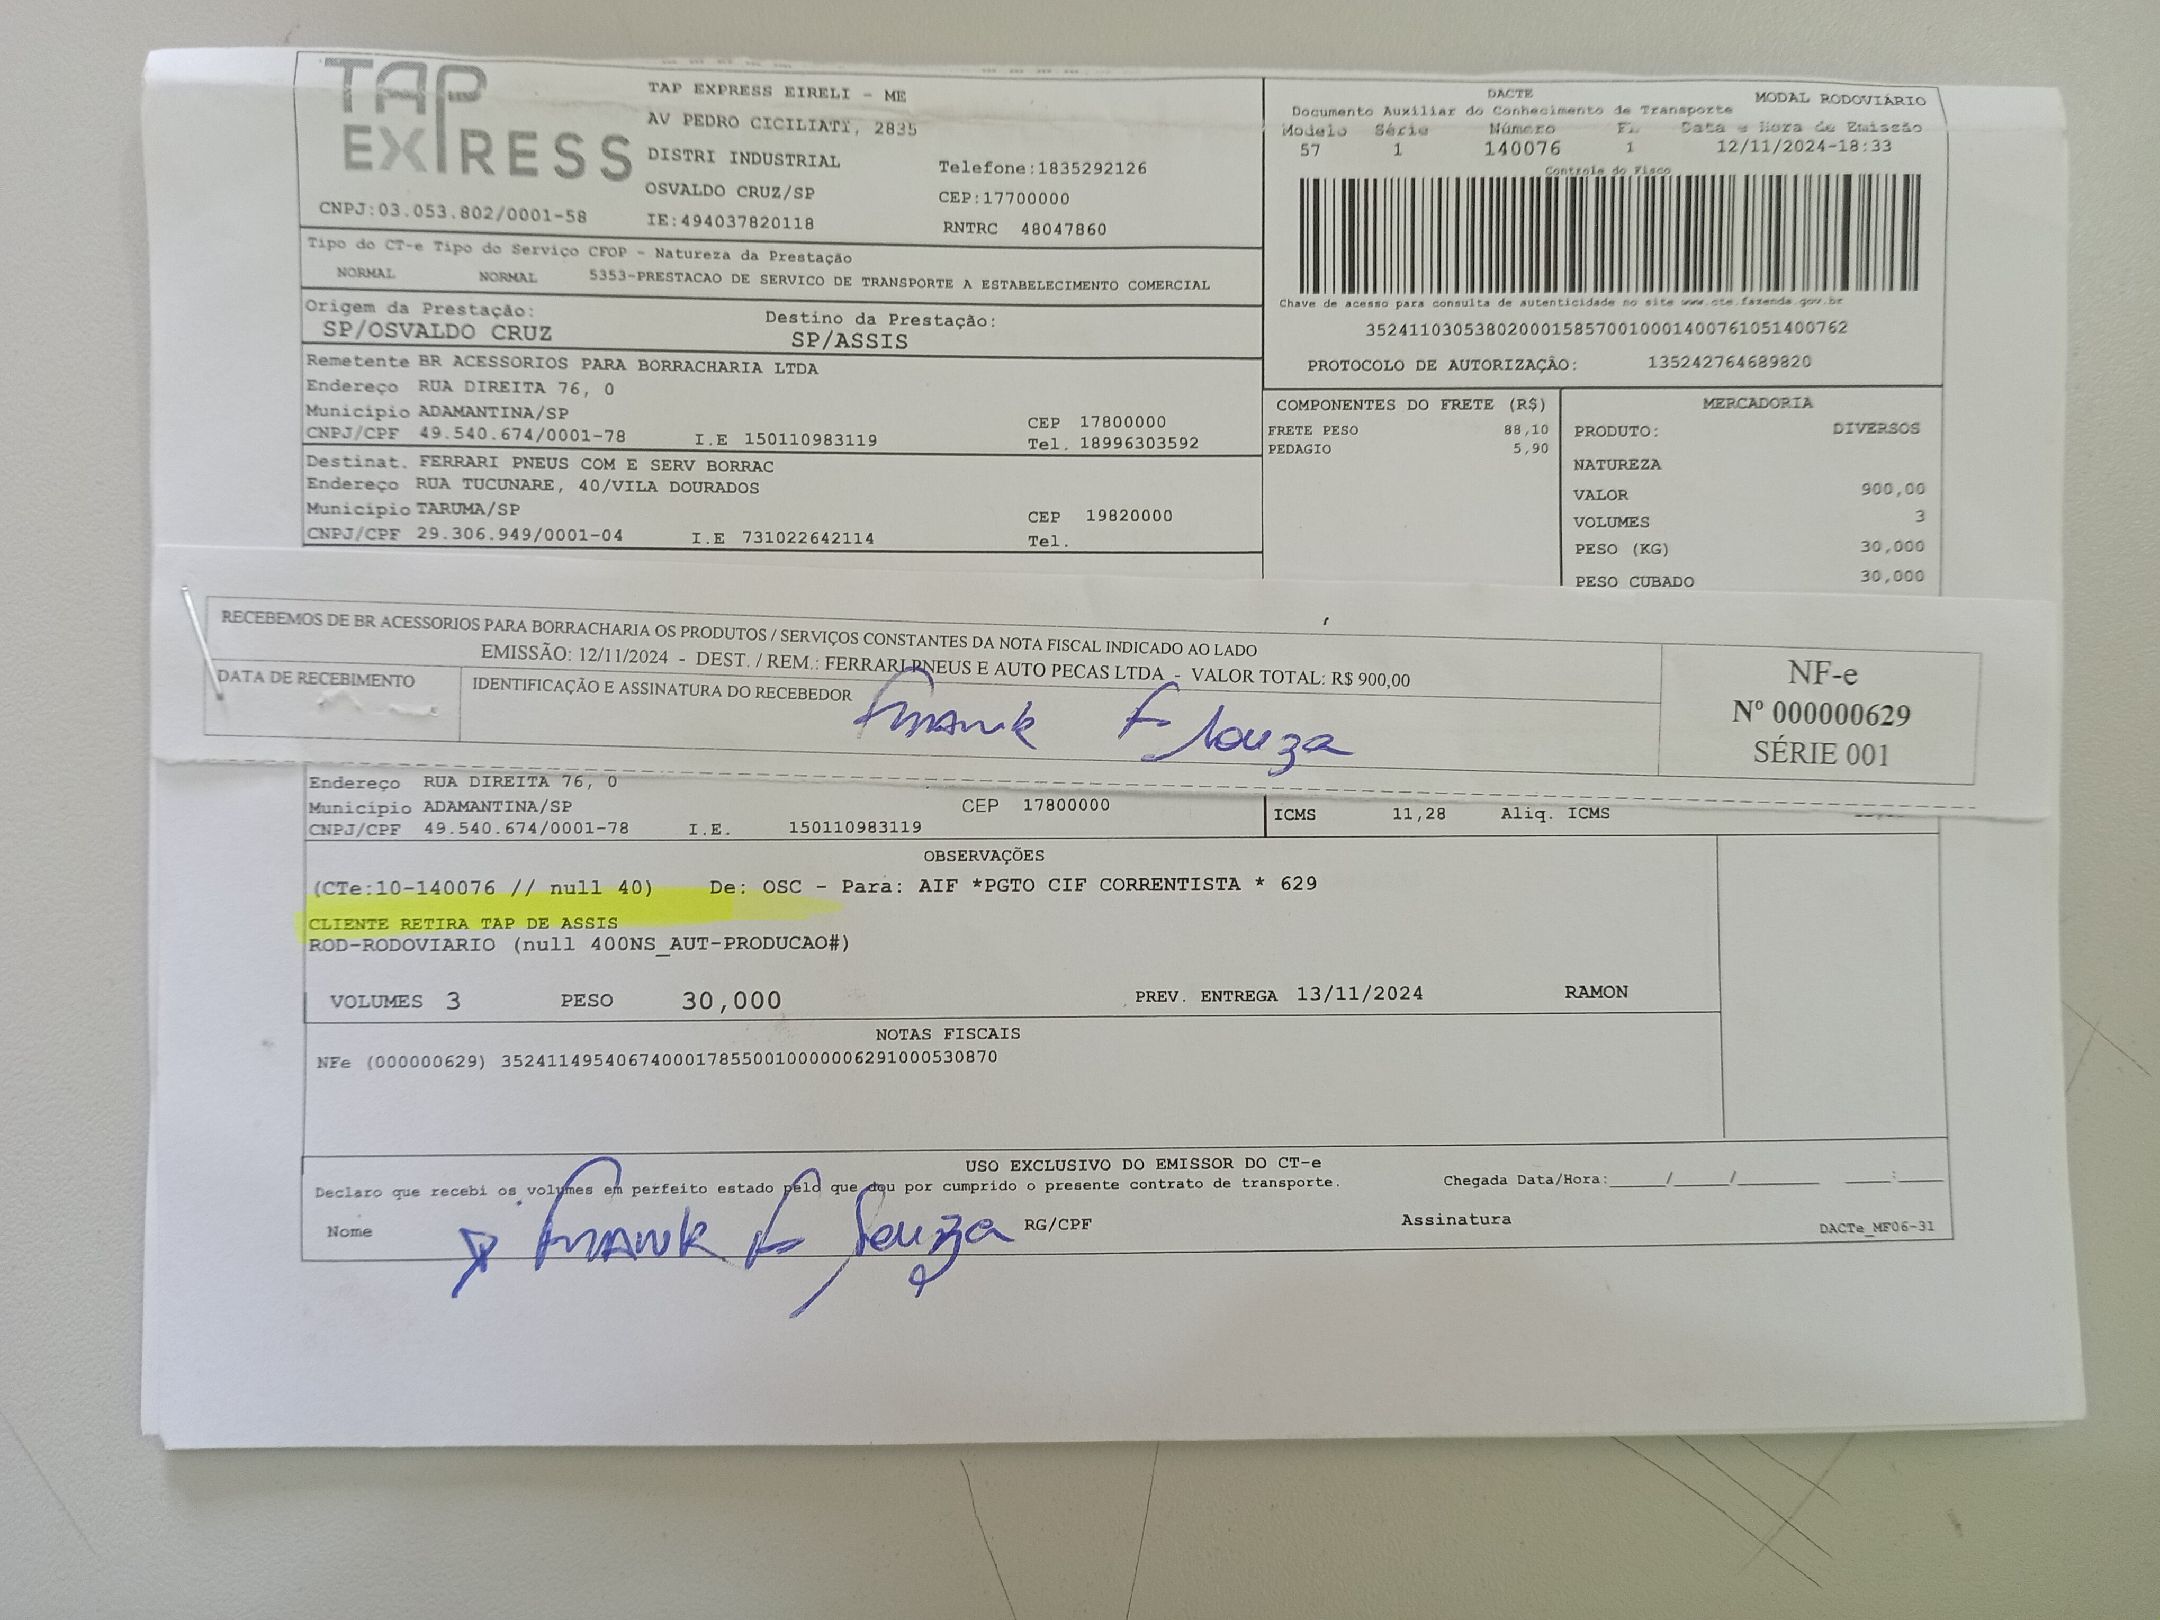 TAP EXPRESS
TAP EXPRESS EIRELI - ME
AV PEDRO CICILIATI, 2835
DISTRI INDUSTRIAL
Telefone:1835292126
OSVALDO CRUZ/SP
CEP:17700000
CNPJ:03.053.802/0001-58
IE:494037820118
RNTRC 48047860
DACTE
MODAL RODOVIÁRIO
Documento Auxiliar do Conhecimento de Transporte
Modelo Série Número FL Data e Hora de Emissão
57 1 140076 1 12/11/2024-18:33
Controle do Fisco
Chave de acesso para consulta de autenticidade no site www.cte.fazenda.gov.br
35241103053802000158570010001400761051400762
PROTOCOLO DE AUTORIZAÇÃO: 135242764689820
Tipo do CT-e Tipo do Serviço CFOP - Natureza da Prestação
NORMAL NORMAL 5353-PRESTACAO DE SERVICO DE TRANSPORTE A ESTABELECIMENTO COMERCIAL
Origem da Prestação: Destino da Prestação:
SP/OSVALDO CRUZ SP/ASSIS
Remetente BR ACESSORIOS PARA BORRACHARIA LTDA
Endereço RUA DIREITA 76, 0
Município ADAMANTINA/SP CEP 17800000
CNPJ/CPF 49.540.674/0001-78 I.E 150110983119 Tel. 18996303592
Destinat. FERRARI PNEUS COM E SERV BORRAC
Endereço RUA TUCUNARE, 40/VILA DOURADOS
Município TARUMA/SP CEP 19820000
CNPJ/CPF 29.306.949/0001-04 I.E 731022642114 Tel.
COMPONENTES DO FRETE (R$)
FRETE PESO 88,10
PEDAGIO 5,90
MERCADORIA
PRODUTO: DIVERSOS
NATUREZA
VALOR 900,00
VOLUMES 3
PESO (KG) 30,000
PESO CUBADO 30,000
RECEBEMOS DE BR ACESSORIOS PARA BORRACHARIA OS PRODUTOS / SERVIÇOS CONSTANTES DA NOTA FISCAL INDICADO AO LADO
EMISSÃO: 12/11/2024 - DEST. / REM.: FERRARI PNEUS E AUTO PECAS LTDA - VALOR TOTAL: R$ 900,00
DATA DE RECEBIMENTO
IDENTIFICAÇÃO E ASSINATURA DO RECEBEDOR
Frank F Souza
NF-e
Nº 000000629
SÉRIE 001
Endereço RUA DIREITA 76, 0
Município ADAMANTINA/SP CEP 17800000
CNPJ/CPF 49.540.674/0001-78 I.E. 150110983119
ICMS 11,28 Aliq. ICMS
OBSERVAÇÕES
(CTe:10-140076 // null 40) De: OSC - Para: AIF *PGTO CIF CORRENTISTA * 629
CLIENTE RETIRA TAP DE ASSIS
ROD-RODOVIARIO (null 400NS_AUT-PRODUCAO#)
VOLUMES 3 PESO 30,000 PREV. ENTREGA 13/11/2024 RAMON
NOTAS FISCAIS
NFe (000000629) 35241149540674000178550010000006291000530870
USO EXCLUSIVO DO EMISSOR DO CT-e
Declaro que recebi os volumes em perfeito estado pelo que dou por cumprido o presente contrato de transporte.
Chegada Data/Hora:____/____/______ ___:___
Nome Frank F Souza RG/CPF Assinatura
DACTe_MF06-31